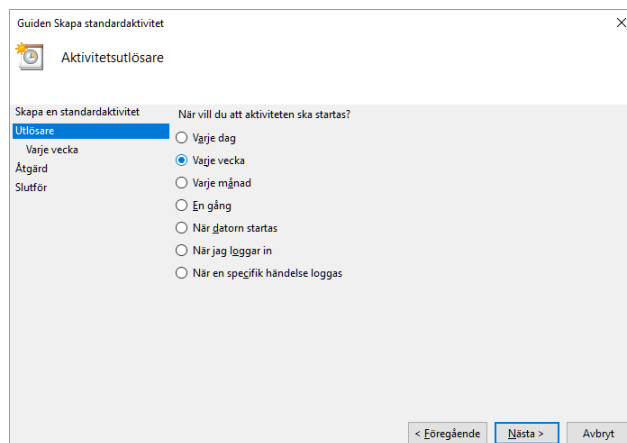 Guiden Skapa standardaktivitet
Aktivitetsutlösare
Skapa en standardaktivitet
Utlösare
Varje vecka
Åtgärd
Slutför
När vill du att aktiviteten ska startas?
Varje dag
Varje vecka
Varje månad
En gång
När datorn startas
När jag loggar in
När en specifik händelse loggas
< Föregående
Nästa >
Avbryt